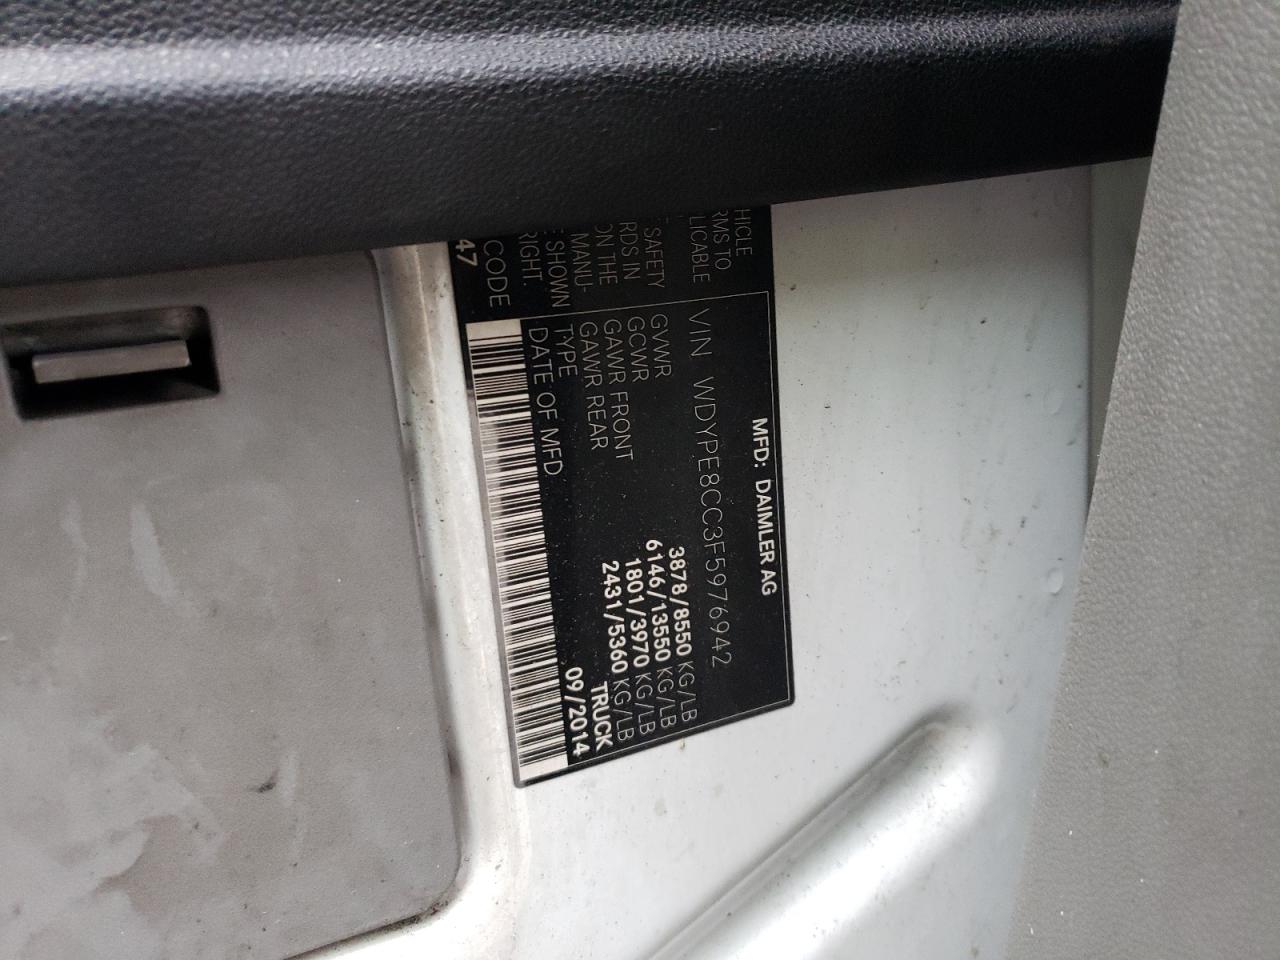 MFD: DAIMLER AG
VIN WDYPE8CC3F5976942
GVWR 3878/8550 KG/LB
GCWR 6146/13550 KG/LB
GAWR FRONT 1801/3970 KG/LB
GAWR REAR 2431/5360 KG/LB
TYPE TRUCK
DATE OF MFD 09/2014
HICLE
RMS TO
LICABLE
SAFETY
RDS IN
ON THE
MANU-
E SHOWN
RIGHT.
CODE
47